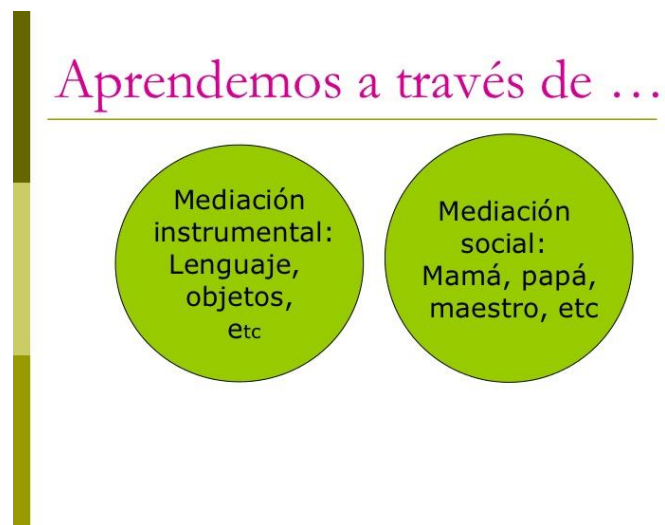 Aprendemos a través de …
Mediación
instrumental:
Lenguaje,
objetos,
etc
Mediación
social:
Mamá, papá,
maestro, etc